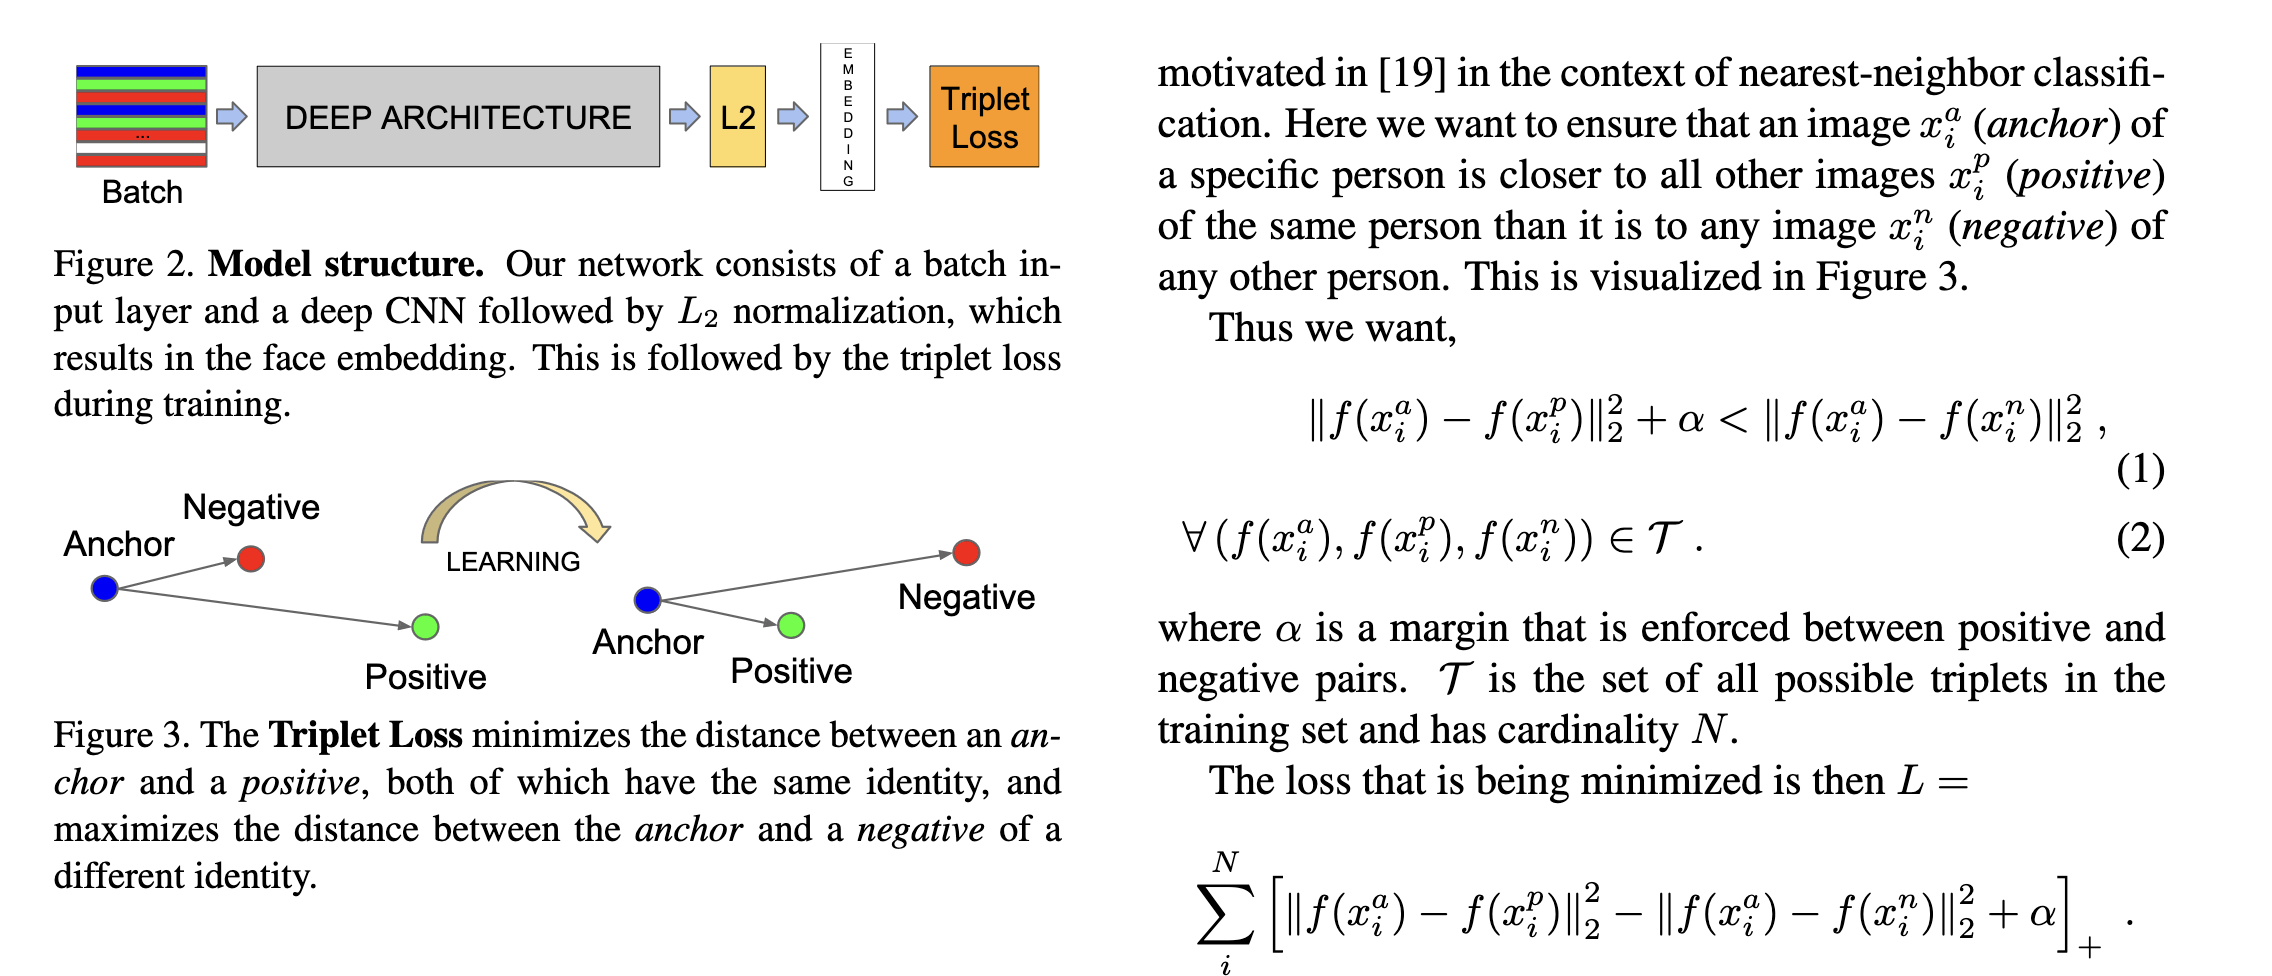 DEEP ARCHITECTURE
L2
EMBEDDING
Triplet
Loss
...
Batch
Figure 2. Model structure. Our network consists of a batch in-
put layer and a deep CNN followed by L₂ normalization, which
results in the face embedding. This is followed by the triplet loss
during training.
Negative
Anchor
LEARNING
Positive
Negative
Anchor
Positive
Figure 3. The Triplet Loss minimizes the distance between an an-
chor and a positive, both of which have the same identity, and
maximizes the distance between the anchor and a negative of a
different identity.
motivated in [19] in the context of nearest-neighbor classifi-
cation. Here we want to ensure that an image $x_i^a$ (anchor) of
a specific person is closer to all other images $x_i^p$ (positive)
of the same person than it is to any image $x_i^n$ (negative) of
any other person. This is visualized in Figure 3.
Thus we want,
$\|f(x_i^a) - f(x_i^p)\|_2^2 + \alpha < \|f(x_i^a) - f(x_i^n)\|_2^2 ,$
(1)
$\forall (f(x_i^a), f(x_i^p), f(x_i^n)) \in \mathcal{T} .$ (2)
where α is a margin that is enforced between positive and
negative pairs. $\mathcal{T}$ is the set of all possible triplets in the
training set and has cardinality N.
The loss that is being minimized is then L =
$\sum_i^N \left[ \|f(x_i^a) - f(x_i^p)\|_2^2 - \|f(x_i^a) - f(x_i^n)\|_2^2 + \alpha \right]_+ .$